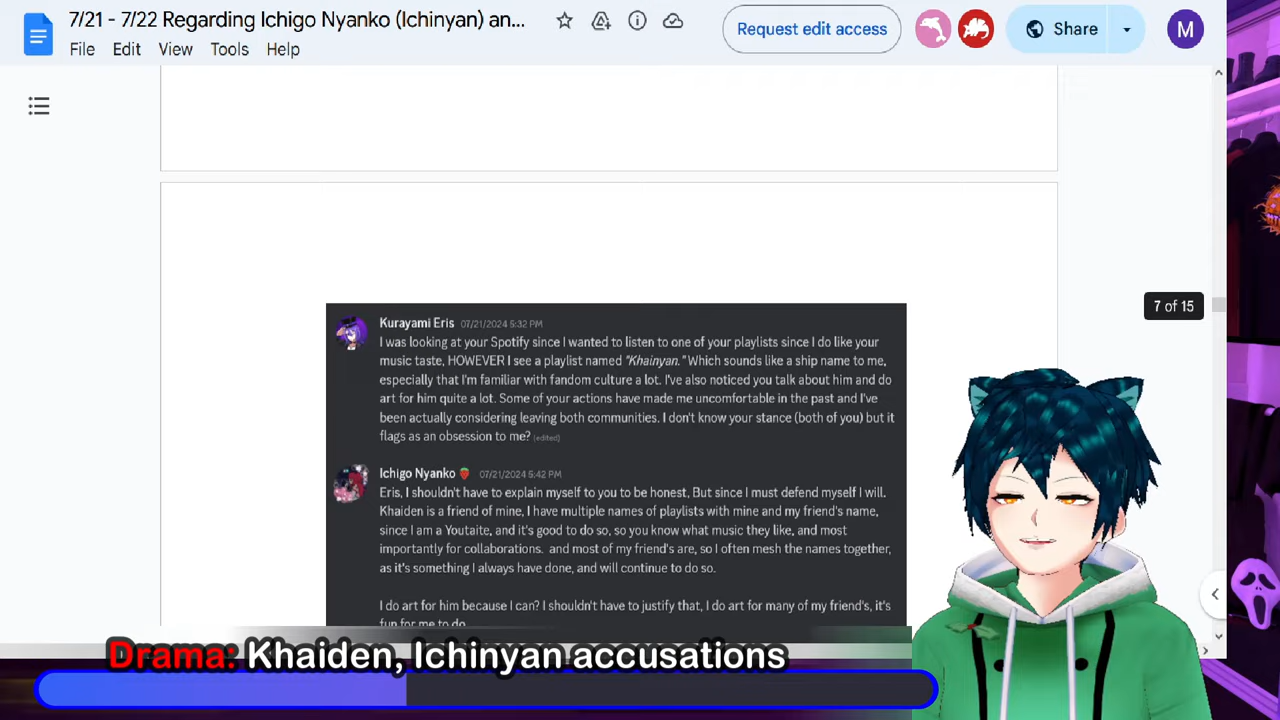 7/21 - 7/22 Regarding Ichigo Nyanko (Ichinyan) an...
Request edit access
Share
M
File Edit View Tools Help
7 of 15
Kurayami Eris 07/21/2024 5:32 PM
I was looking at your Spotify since I wanted to listen to one of your playlists since I do like your
music taste, HOWEVER I see a playlist named "Khainyan." Which sounds like a ship name to me,
especially that I'm familiar with fandom culture a lot. I've also noticed you talk about him and do
art for him quite a lot. Some of your actions have made me uncomfortable in the past and I've
been actually considering leaving both communities. I don't know your stance (both of you) but it
flags as an obsession to me? (edited)
Ichigo Nyanko 07/21/2024 5:42 PM
Eris, I shouldn't have to explain myself to you to be honest, But since I must defend myself I will.
Khaiden is a friend of mine, I have multiple names of playlists with mine and my friend's name,
since I am a Youtaite, and it's good to do so, so you know what music they like, and most
importantly for collaborations. and most of my friend's are, so I often mesh the names together,
as it's something I always have done, and will continue to do so.
I do art for him because I can? I shouldn't have to justify that, I do art for many of my friend's, it's
fun for me to do
Drama: Khaiden, Ichinyan accusations